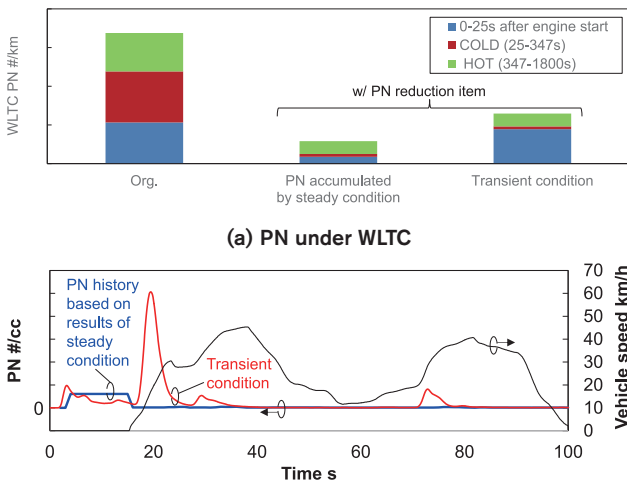 WLTC PN #/km
0-25s after engine start
COLD (25-347s)
HOT (347-1800s)
w/ PN reduction item
Org.
PN accumulated
by steady condition
Transient condition
(a) PN under WLTC
PN #/cc
0
PN history
based on
results of
steady
condition
Transient
condition
70
60
50
40
30
20
10
0
Vehicle speed km/h
0
20
40
60
80
100
Time s